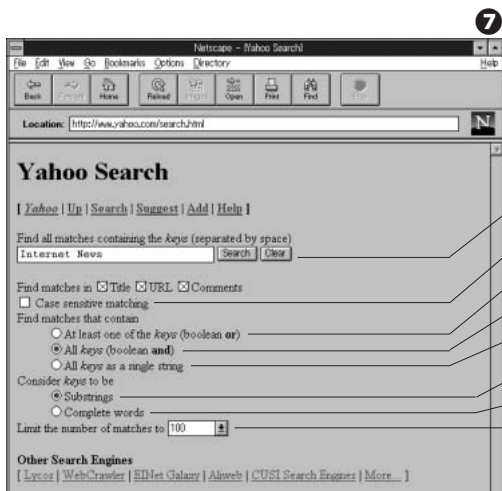 7
Netscape - [Yahoo Search]
File Edit View Go Bookmarks Options Directory Help
Back Forward Home Reload Images Open Print Find Stop
Location: http://www.yahoo.com/search.html
N
Yahoo Search
[ Yahoo | Up | Search | Suggest | Add | Help ]
Find all matches containing the keys (separated by space)
Internet News Search Clear
Find matches in Title URL Comments
Case sensitive matching
Find matches that contain
At least one of the keys (boolean or)
All keys (boolean and)
All keys as a single string
Consider keys to be
Substrings
Complete words
Limit the number of matches to 100
Other Search Engines
[ Lycos | WebCrawler | EINet Galaxy | Aliweb | CUSI Search Engines | More... ]